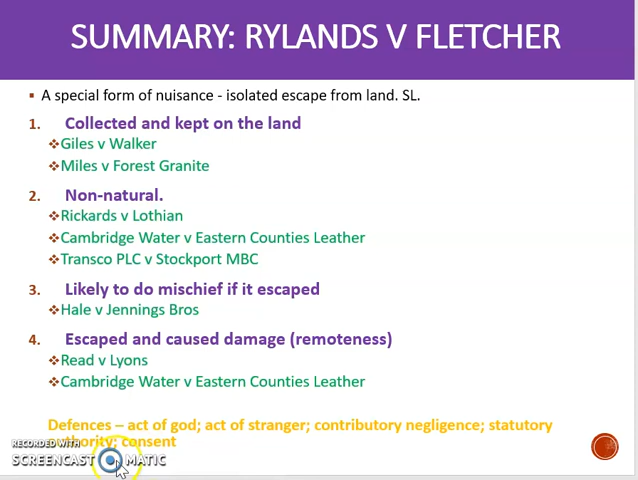 SUMMARY: RYLANDS V FLETCHER
▪ A special form of nuisance - isolated escape from land. SL.
1. Collected and kept on the land
❖Giles v Walker
❖Miles v Forest Granite
2. Non-natural.
❖Rickards v Lothian
❖Cambridge Water v Eastern Counties Leather
❖Transco PLC v Stockport MBC
3. Likely to do mischief if it escaped
❖Hale v Jennings Bros
4. Escaped and caused damage (remoteness)
❖Read v Lyons
❖Cambridge Water v Eastern Counties Leather
Defences – act of god; act of stranger; contributory negligence; statutory
authority; consent
RECORDED WITH
SCREENCAST MATIC